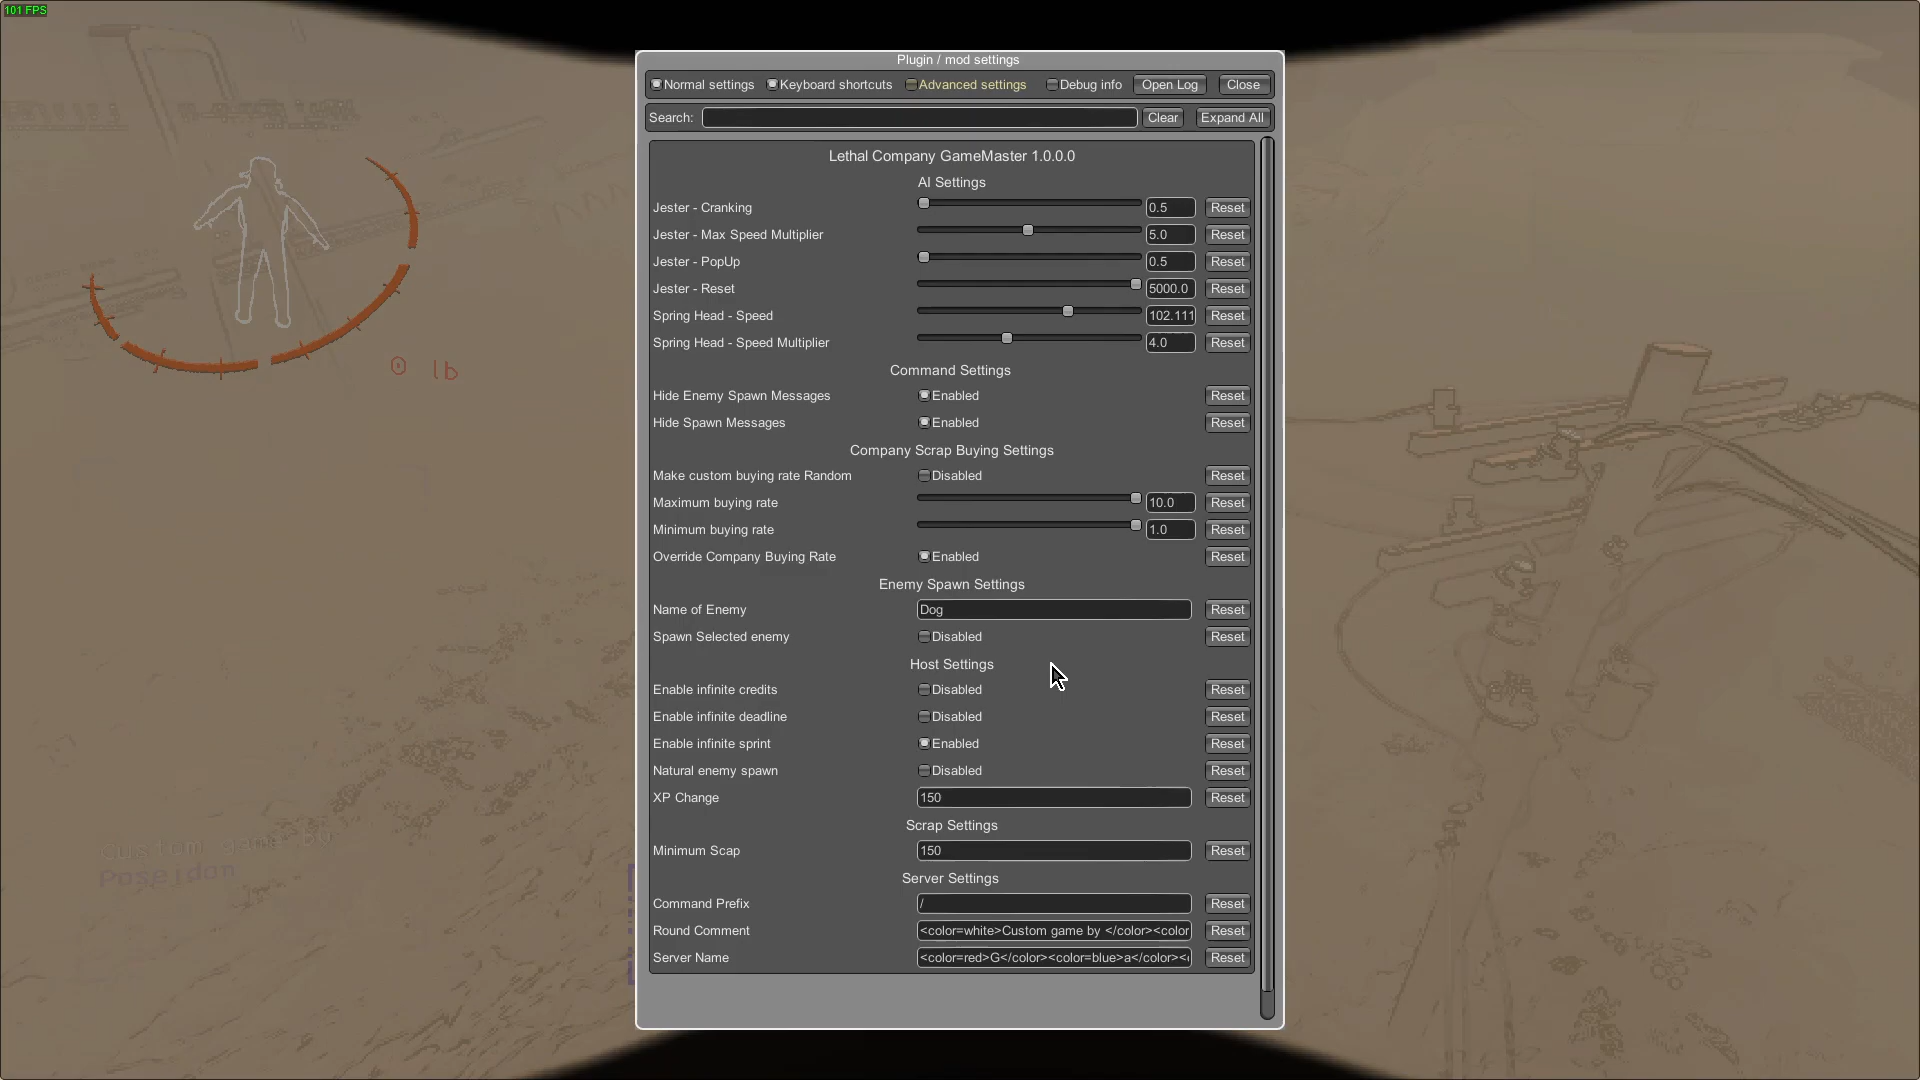 101 FPS
Plugin / mod settings
Normal settings Keyboard shortcuts Advanced settings Debug info Open Log Close
Search: Clear Expand All
Lethal Company GameMaster 1.0.0.0
AI Settings
Jester - Cranking 0.5 Reset
Jester - Max Speed Multiplier 5.0 Reset
Jester - PopUp 0.5 Reset
Jester - Reset 5000.0 Reset
Spring Head - Speed 102.111 Reset
Spring Head - Speed Multiplier 4.0 Reset
0 lb
Command Settings
Hide Enemy Spawn Messages Enabled Reset
Hide Spawn Messages Enabled Reset
Company Scrap Buying Settings
Make custom buying rate Random Disabled Reset
Maximum buying rate 10.0 Reset
Minimum buying rate 1.0 Reset
Override Company Buying Rate Enabled Reset
Enemy Spawn Settings
Name of Enemy Dog Reset
Spawn Selected enemy Disabled Reset
Host Settings
Enable infinite credits Disabled Reset
Enable infinite deadline Disabled Reset
Enable infinite sprint Enabled Reset
Natural enemy spawn Disabled Reset
XP Change 150 Reset
Scrap Settings
Minimum Scap 150 Reset
Server Settings
Command Prefix / Reset
Round Comment <color=white>Custom game by </color><color Reset
Server Name <color=red>G</color><color=blue>a</color><c Reset
Custom game by
Poseidon